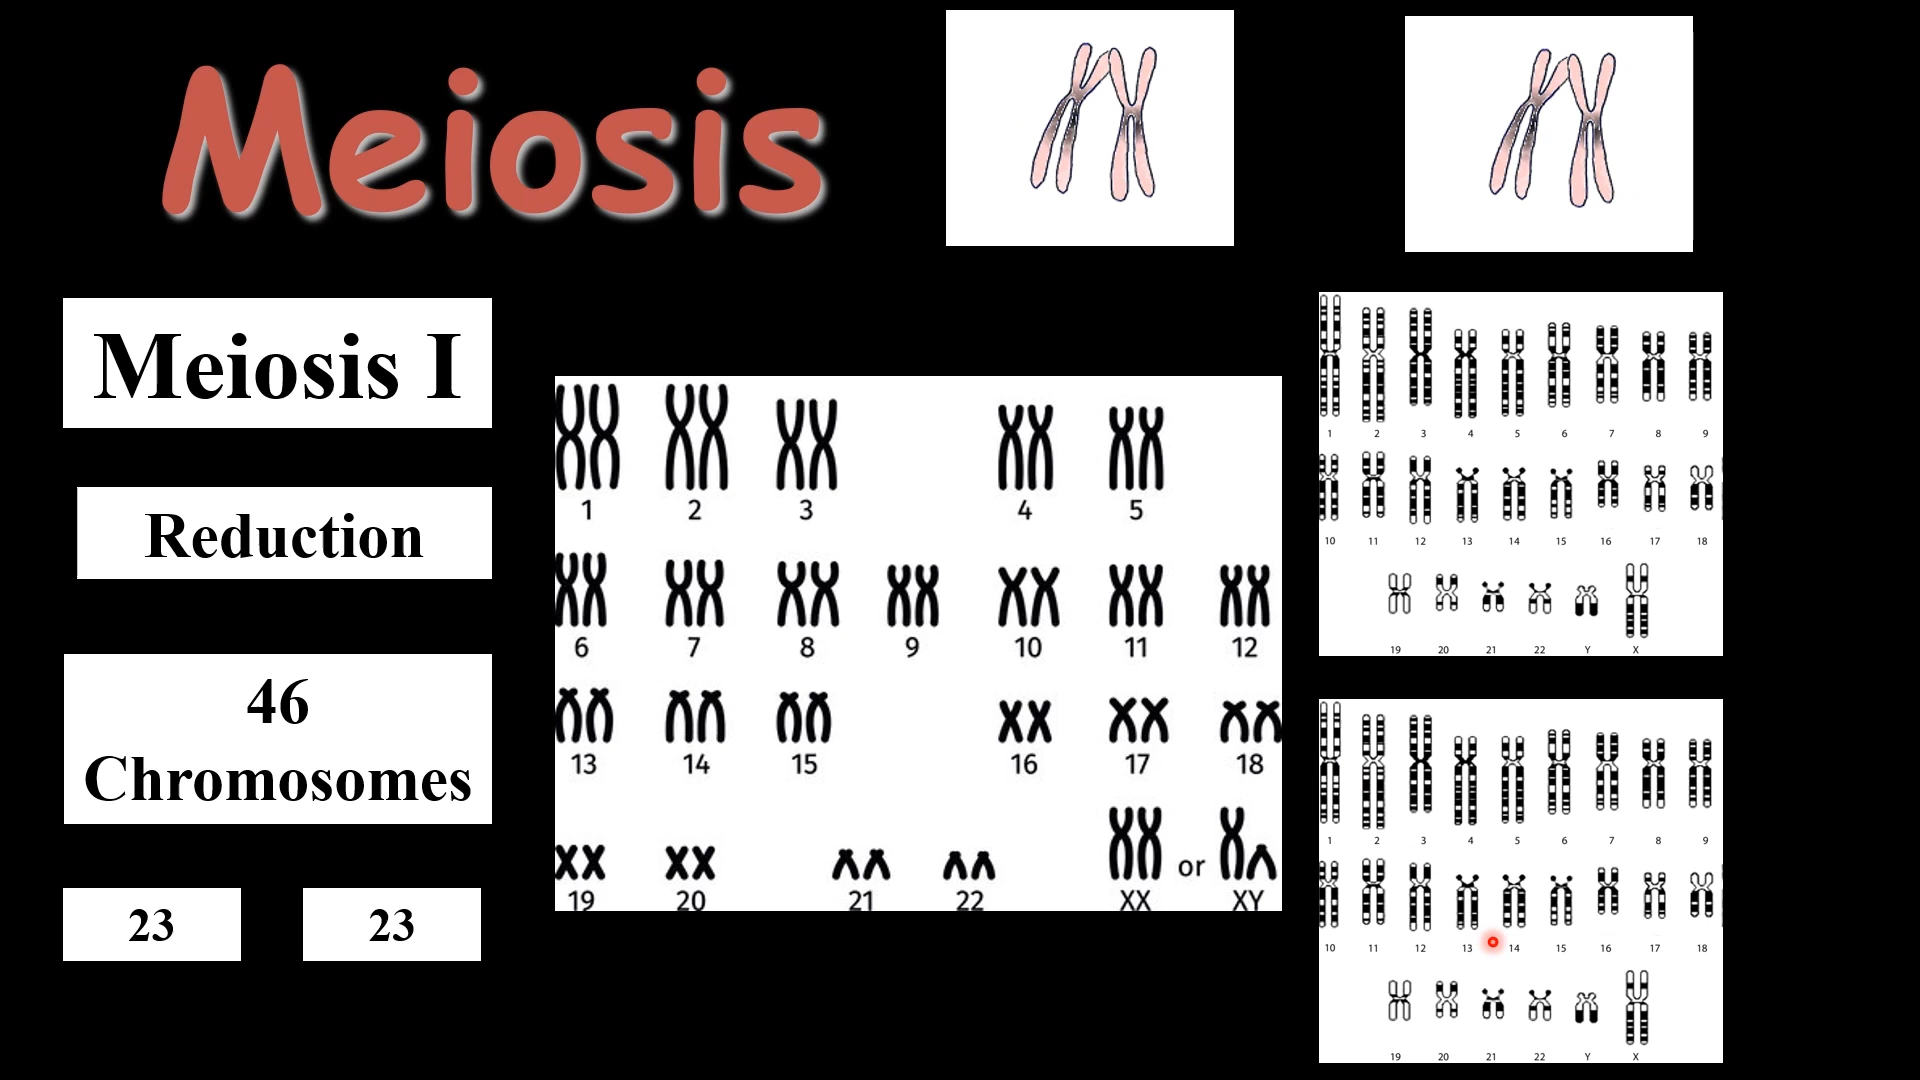 Meiosis
Meiosis I
Reduction
46
Chromosomes
23 23
1 2 3 4 5
6 7 8 9 10 11 12
13 14 15 16 17 18
or
19 20 21 22 XX XY
1 2 3 4 5 6 7 8 9
10 11 12 13 14 15 16 17 18
19 20 21 22 Y X
1 2 3 4 5 6 7 8 9
10 11 12 13 14 15 16 17 18
19 20 21 22 Y X